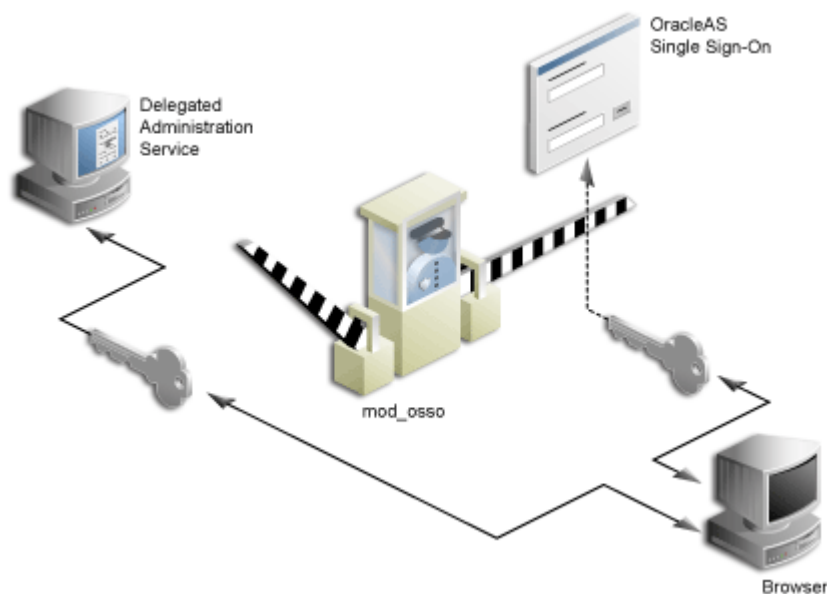 OracleAS
Single Sign-On
Delegated
Administration
Service
mod_osso
Browser